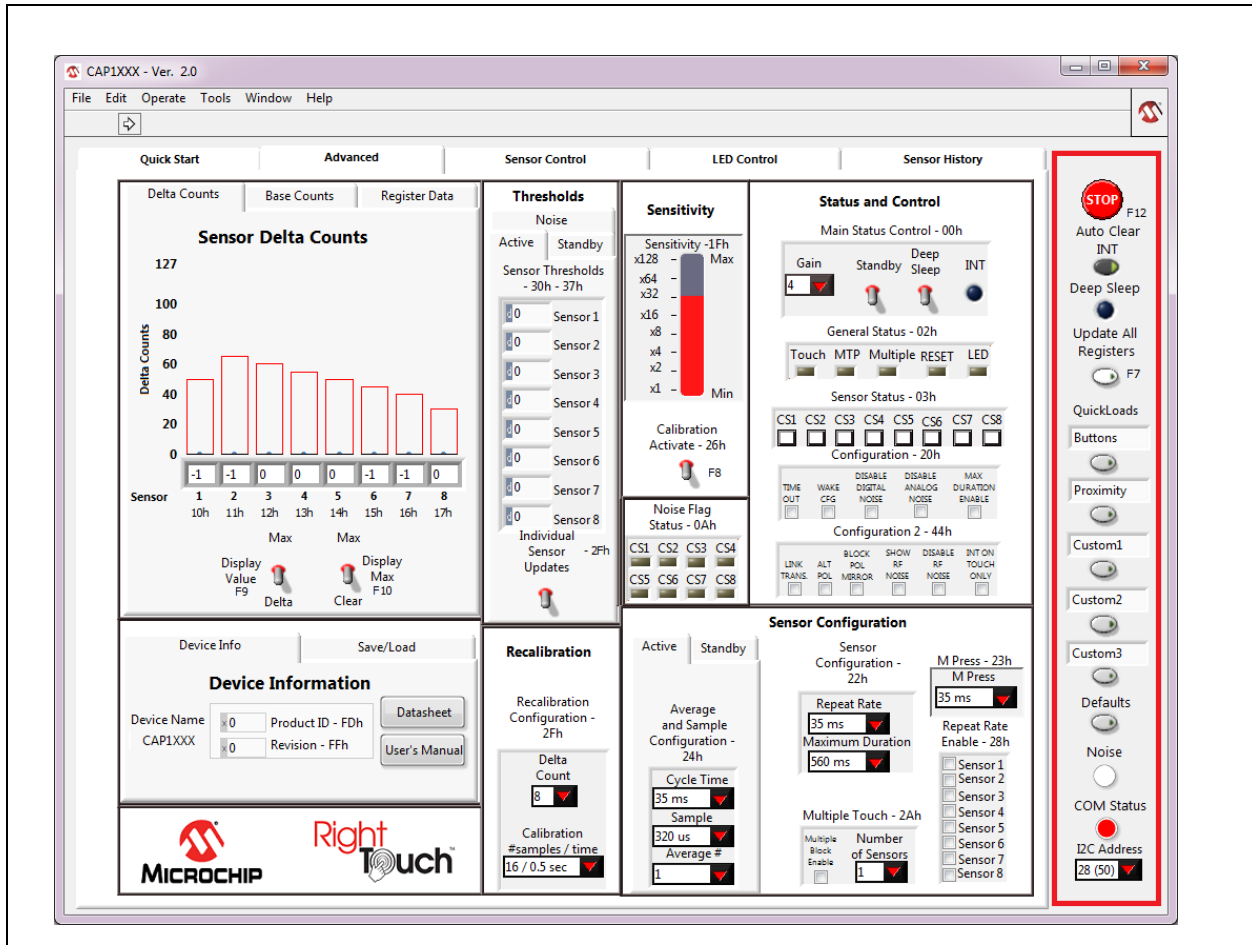 CAP1XXX - Ver. 2.0
File Edit Operate Tools Window Help
Quick Start Advanced Sensor Control LED Control Sensor History
Delta Counts Base Counts Register Data
Sensor Delta Counts
127
100
80
60
40
20
0
Delta Counts
-1 -1 0 0 0 -1 -1 0
Sensor 1 2 3 4 5 6 7 8
10h 11h 12h 13h 14h 15h 16h 17h
Max Max
Display
Value
F9
Delta
Display
Max
F10
Clear
Device Info Save/Load
Device Information
Device Name
CAP1XXX
x 0 Product ID - FDh
x 0 Revision - FFh
Datasheet
User's Manual
MICROCHIP
Right
Touch™
Thresholds
Noise
Active Standby
Sensor Thresholds
- 30h - 37h
d 0 Sensor 1
d 0 Sensor 2
d 0 Sensor 3
d 0 Sensor 4
d 0 Sensor 5
d 0 Sensor 6
d 0 Sensor 7
d 0 Sensor 8
Individual
Sensor - 2Fh
Updates
Recalibration
Recalibration
Configuration -
2Fh
Delta
Count
8
Calibration
#samples / time
16 / 0.5 sec
Sensitivity
Sensitivity -1Fh
x128 Max
x64
x32
x16
x8
x4
x2
x1 Min
Calibration
Activate - 26h
F8
Noise Flag
Status - 0Ah
CS1 CS2 CS3 CS4
CS5 CS6 CS7 CS8
Status and Control
Main Status Control - 00h
Gain
4
Standby
Deep
Sleep
INT
General Status - 02h
Touch MTP Multiple RESET LED
Sensor Status - 03h
CS1 CS2 CS3 CS4 CS5 CS6 CS7 CS8
Configuration - 20h
TIME
OUT
WAKE
CFG
DISABLE
DIGITAL
NOISE
DISABLE
ANALOG
NOISE
MAX
DURATION
ENABLE
Configuration 2 - 44h
LINK
TRANS.
ALT
POL
BLOCK
POL
MIRROR
SHOW
RF
NOISE
DISABLE
RF
NOISE
INT ON
TOUCH
ONLY
Sensor Configuration
Active Standby
Average
and Sample
Configuration -
24h
Cycle Time
35 ms
Sample
320 us
Average #
1
Sensor
Configuration -
22h
Repeat Rate
35 ms
Maximum Duration
560 ms
Multiple Touch - 2Ah
Multiple
Block
Enable
Number
of Sensors
1
M Press - 23h
M Press
35 ms
Repeat Rate
Enable - 28h
Sensor 1
Sensor 2
Sensor 3
Sensor 4
Sensor 5
Sensor 6
Sensor 7
Sensor 8
STOP
F12
Auto Clear
INT
Deep Sleep
Update All
Registers
F7
QuickLoads
Buttons
Proximity
Custom1
Custom2
Custom3
Defaults
Noise
COM Status
I2C Address
28 (50)